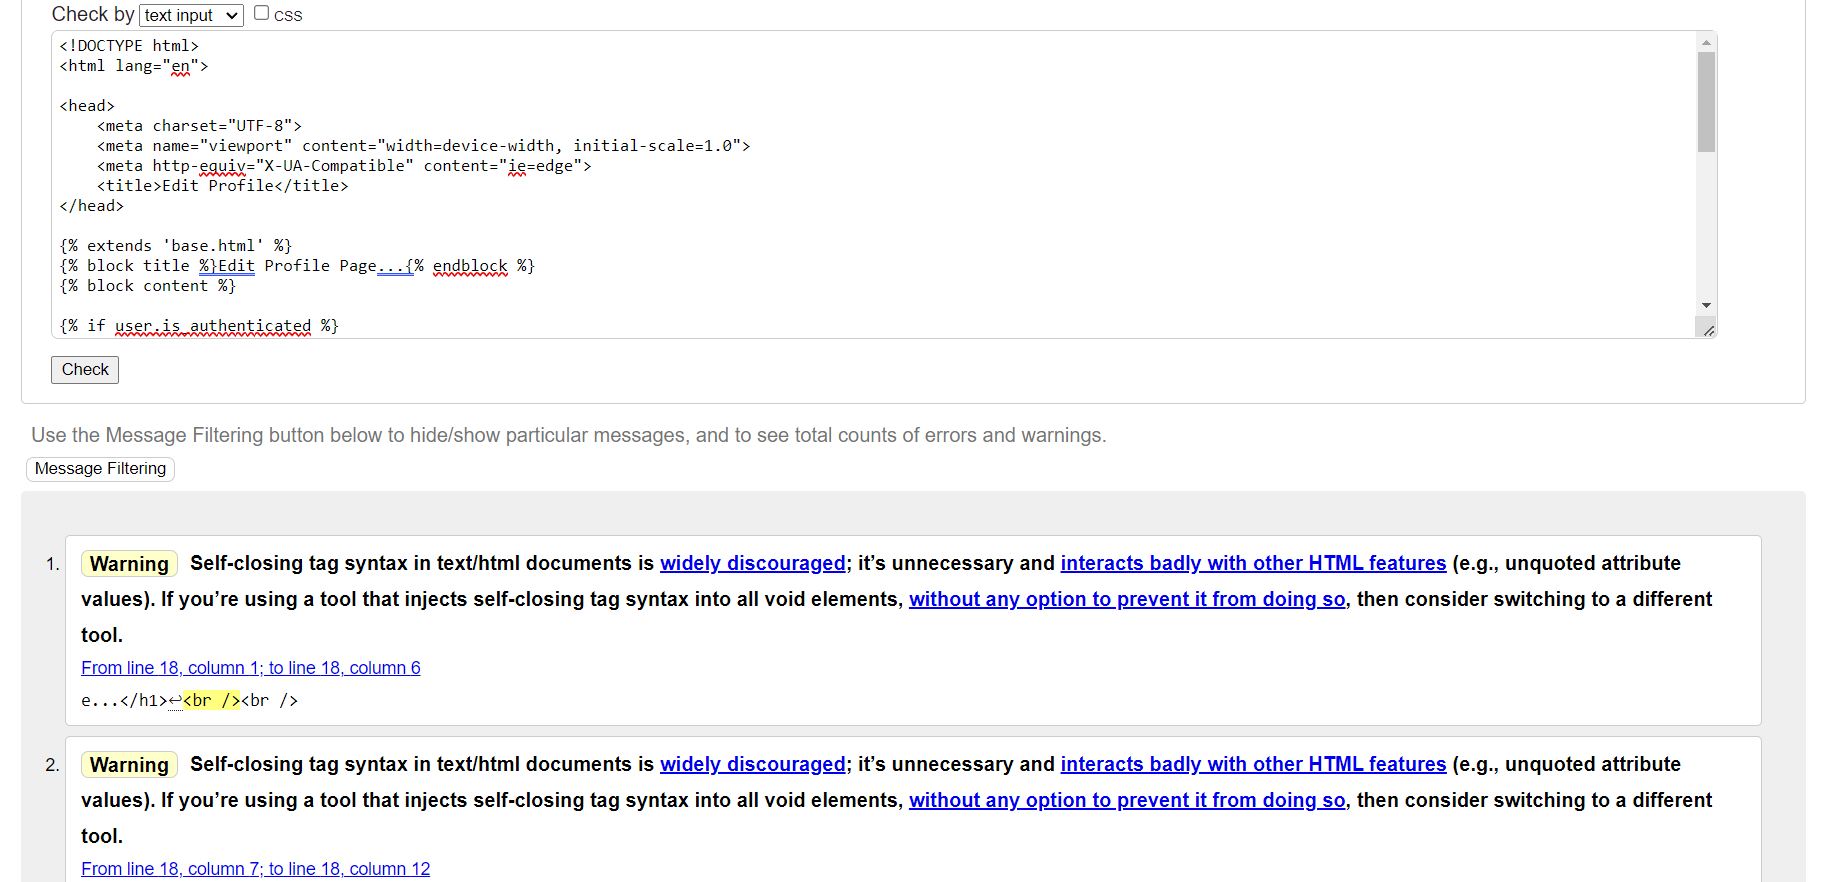 Check by text input CSS
<!DOCTYPE html>
<html lang="en">
<head>
    <meta charset="UTF-8">
    <meta name="viewport" content="width=device-width, initial-scale=1.0">
    <meta http-equiv="X-UA-Compatible" content="ie=edge">
    <title>Edit Profile</title>
</head>
{% extends 'base.html' %}
{% block title %}Edit Profile Page...{% endblock %}
{% block content %}
{% if user.is_authenticated %}
Check
Use the Message Filtering button below to hide/show particular messages, and to see total counts of errors and warnings.
Message Filtering
1. Warning Self-closing tag syntax in text/html documents is widely discouraged; it’s unnecessary and interacts badly with other HTML features (e.g., unquoted attribute
values). If you’re using a tool that injects self-closing tag syntax into all void elements, without any option to prevent it from doing so, then consider switching to a different
tool.
From line 18, column 1; to line 18, column 6
e...</h1>↩<br /><br />
2. Warning Self-closing tag syntax in text/html documents is widely discouraged; it’s unnecessary and interacts badly with other HTML features (e.g., unquoted attribute
values). If you’re using a tool that injects self-closing tag syntax into all void elements, without any option to prevent it from doing so, then consider switching to a different
tool.
From line 18, column 7; to line 18, column 12